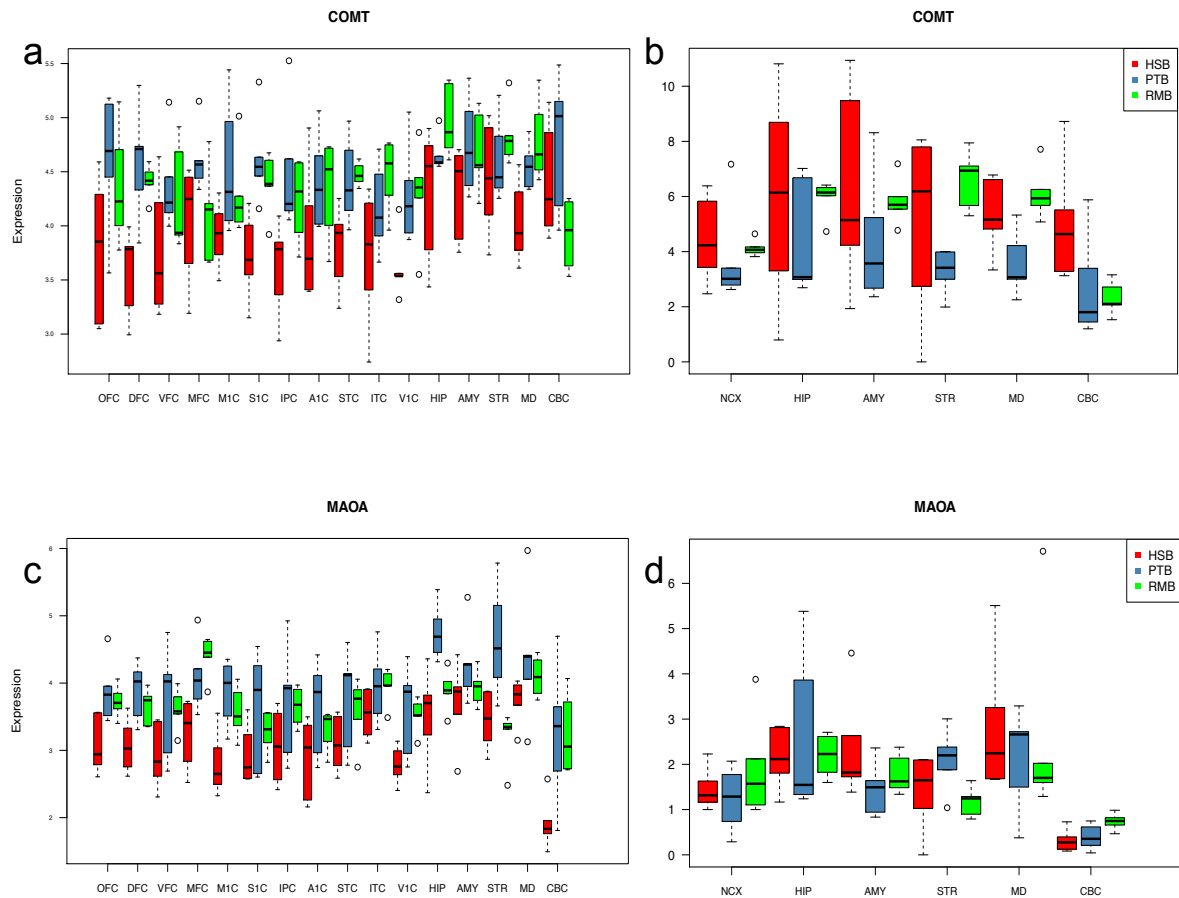 COMT
a
Expression
5.5
5.0
4.5
4.0
3.5
3.0
OFC DFC VFC MFC M1C S1C IPC A1C STC ITC V1C HIP AMY STR MD CBC
COMT
b
HSB
PTB
RMB
10
8
6
4
2
0
NCX HIP AMY STR MD CBC
MAOA
c
Expression
6
5
4
3
2
OFC DFC VFC MFC M1C S1C IPC A1C STC ITC V1C HIP AMY STR MD CBC
MAOA
d
HSB
PTB
RMB
6
5
4
3
2
1
0
NCX HIP AMY STR MD CBC